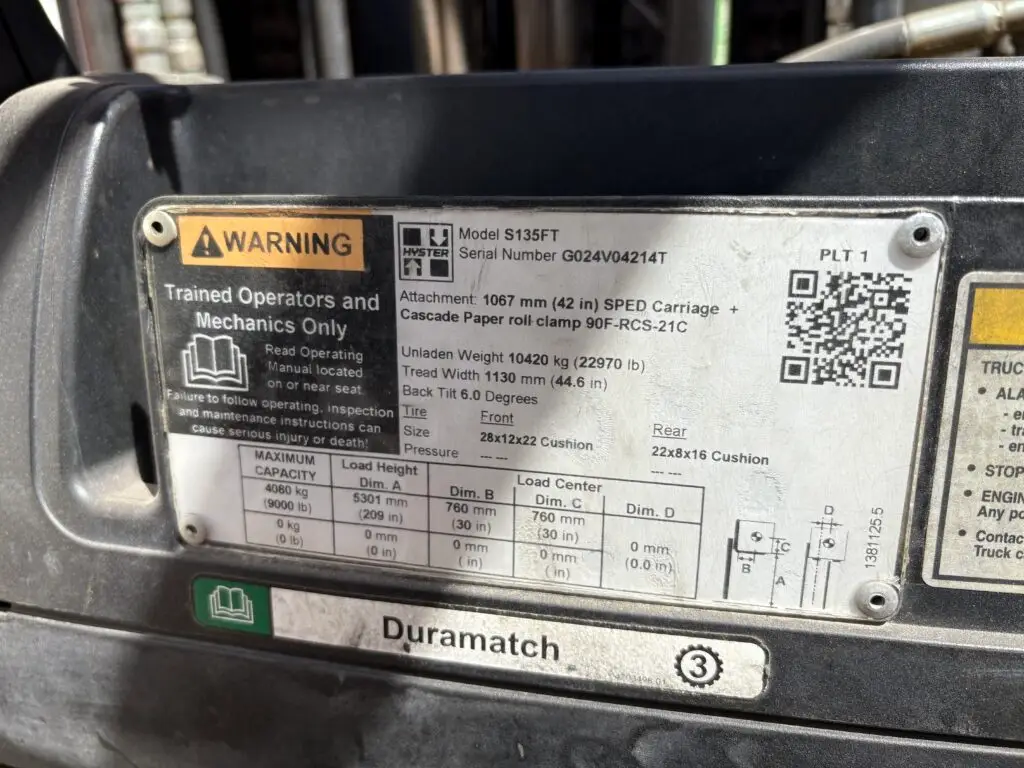 WARNING
Trained Operators and
Mechanics Only
Read Operating
Manual located
on or near seat
Failure to follow operating, inspection
and maintenance instructions can
cause serious injury or death!
HYSTER
Model S135FT
Serial Number G024V04214T
Attachment: 1067 mm (42 in) SPED Carriage +
Cascade Paper roll clamp 90F-RCS-21C
Unladen Weight 10420 kg (22970 lb)
Tread Width 1130 mm (44.6 in)
Back Tilt 6.0 Degrees
Tire Front Rear
Size 28x12x22 Cushion 22x8x16 Cushion
Pressure --- --- --- ---
PLT 1
MAXIMUM
CAPACITY
Load Height
Dim. A
Load Center
Dim. B Dim. C Dim. D
4080 kg 5301 mm 760 mm 760 mm
(9000 lb) (209 in) (30 in) (30 in)
0 kg 0 mm 0 mm 0 mm 0 mm
(0 lb) (0 in) ( in) ( in) (0.0 in)
B C A D
1381125.5
Duramatch
3
TRUC
• ALA
- e
- tra
- en
• STOP
• ENGIN
Any po
• Contac
Truck c